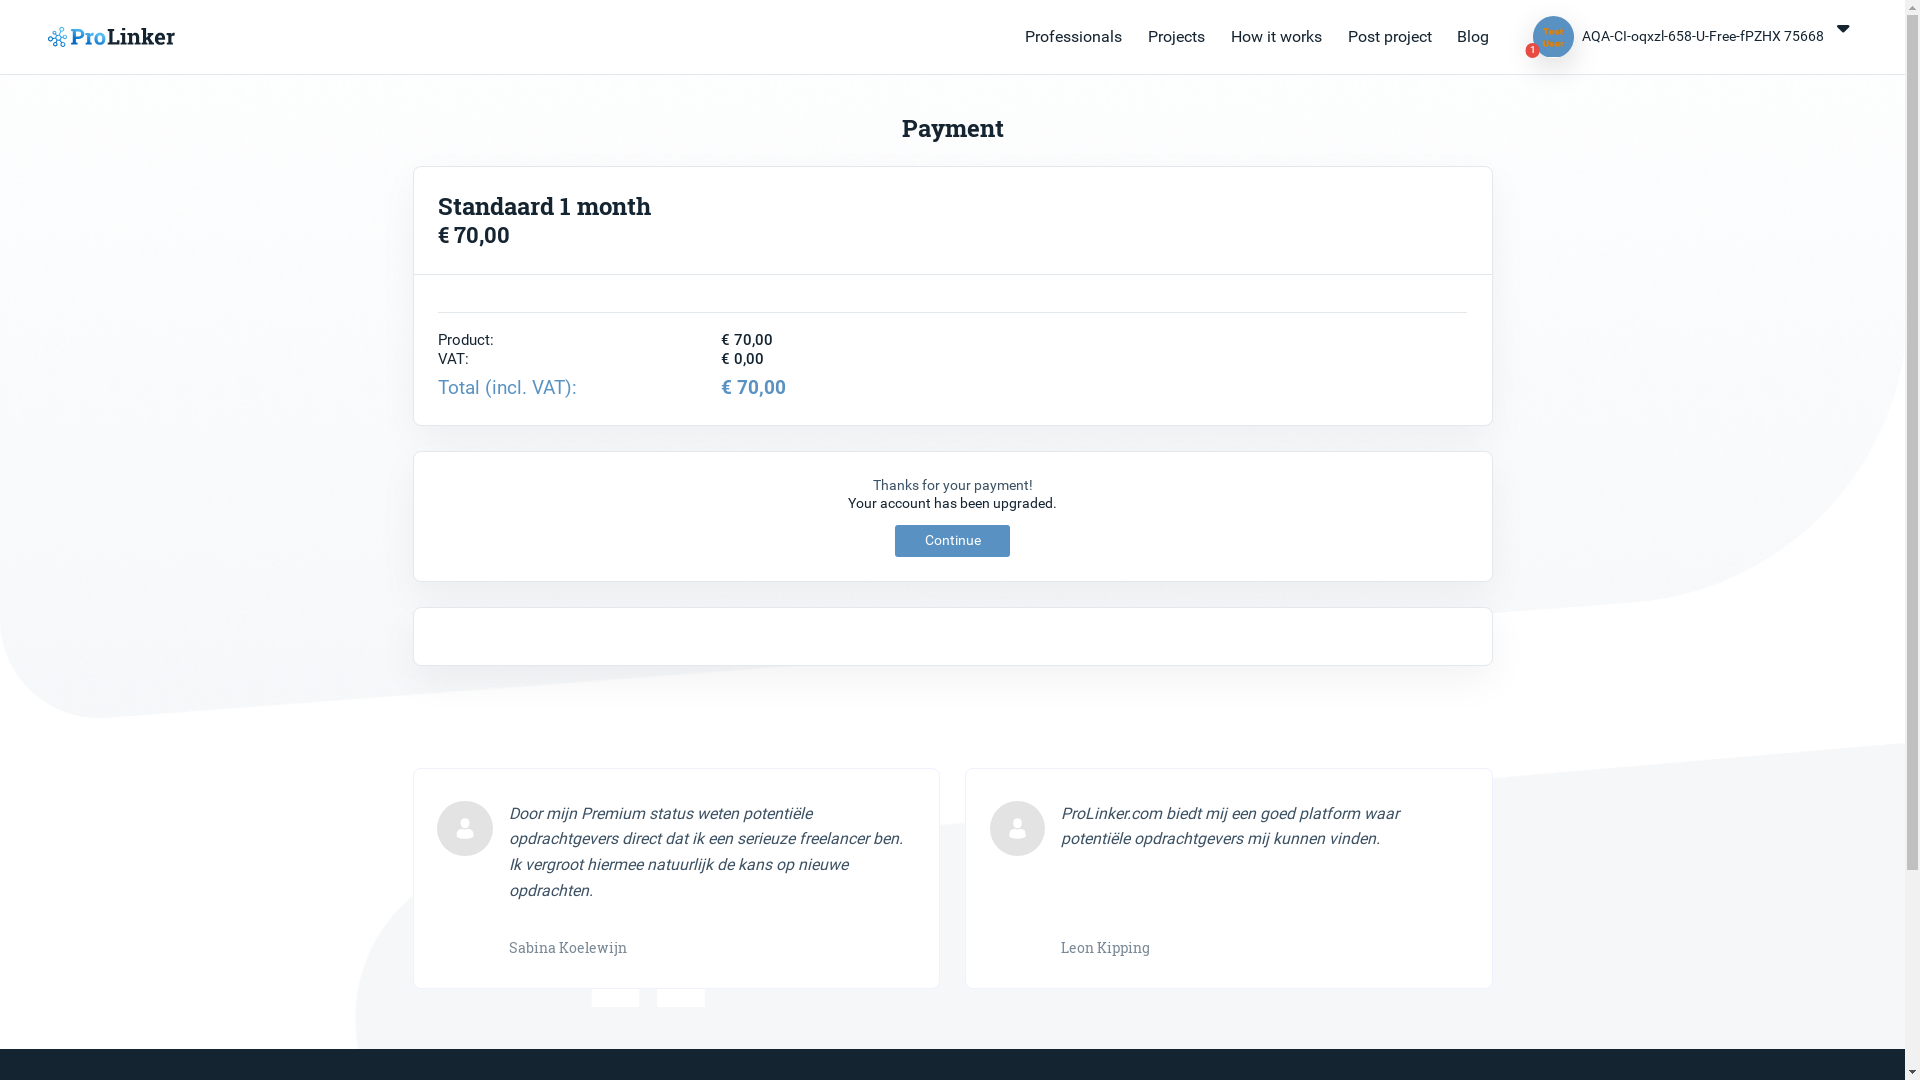 ProLinker
Professionals
Projects
How it works
Post project
Blog
Test
User
1
AQA-CI-oqxzl-658-U-Free-fPZHX 75668
Payment
Standaard 1 month
€ 70,00
Product: € 70,00
VAT: € 0,00
Total (incl. VAT): € 70,00
Thanks for your payment!
Your account has been upgraded.
Continue
Door mijn Premium status weten potentiële
opdrachtgevers direct dat ik een serieuze freelancer ben.
Ik vergroot hiermee natuurlijk de kans op nieuwe
opdrachten.
Sabina Koelewijn
ProLinker.com biedt mij een goed platform waar
potentiële opdrachtgevers mij kunnen vinden.
Leon Kipping